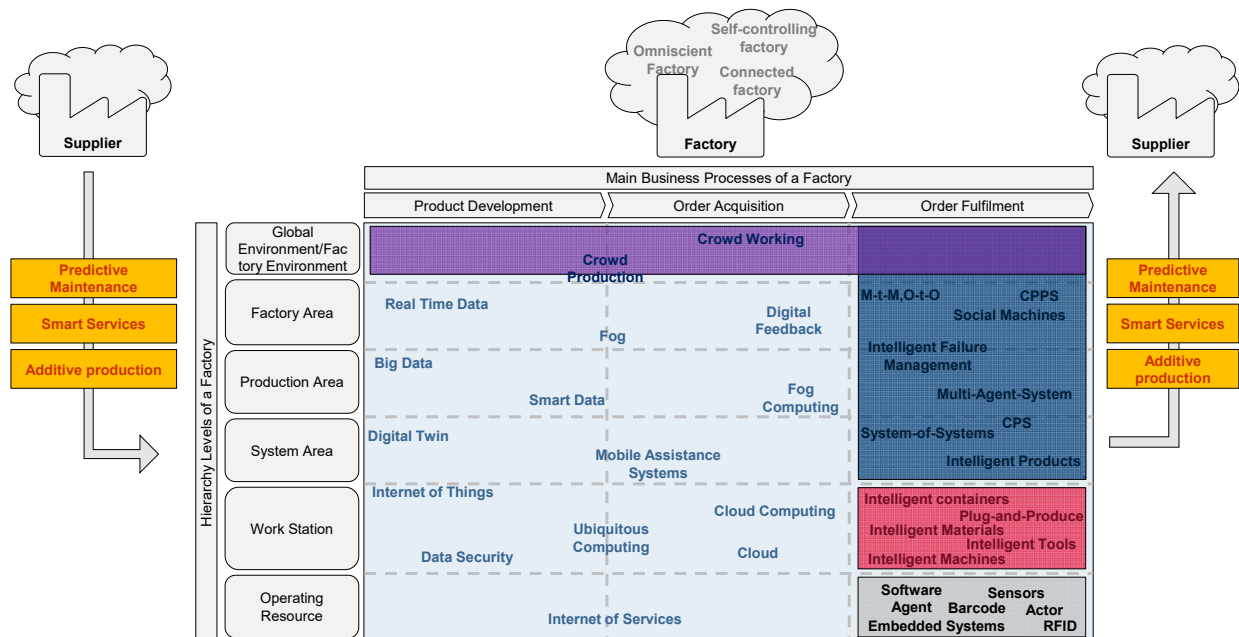 Self-controlling
factory
Omniscient
Factory
Connected
factory
Supplier
Factory
Supplier
Main Business Processes of a Factory
Product Development
Order Acquisition
Order Fulfilment
Hierarchy Levels of a Factory
Global
Environment/Fac
tory Environment
Crowd Working
Crowd
Production
Predictive
Maintenance
Smart Services
Additive production
Predictive
Maintenance
Smart Services
Additive
production
Factory Area
Real Time Data
Fog
Digital
Feedback
M-t-M,O-t-O
CPPS
Social Machines
Intelligent Failure
Management
Production Area
Big Data
Smart Data
Fog
Computing
Multi-Agent-System
System Area
Digital Twin
Mobile Assistance
Systems
CPS
System-of-Systems
Intelligent Products
Work Station
Internet of Things
Ubiquitous
Computing
Cloud Computing
Data Security
Cloud
Intelligent containers
Plug-and-Produce
Intelligent Materials
Intelligent Tools
Intelligent Machines
Operating
Resource
Internet of Services
Software
Agent
Sensors
Barcode
Actor
Embedded Systems
RFID